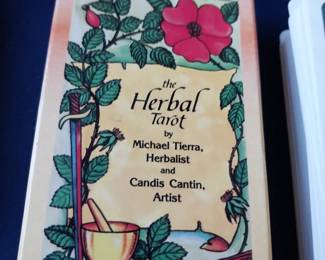 the
Herbal
Tarot
by
Michael Tierra,
Herbalist
and
Candis Cantin,
Artist